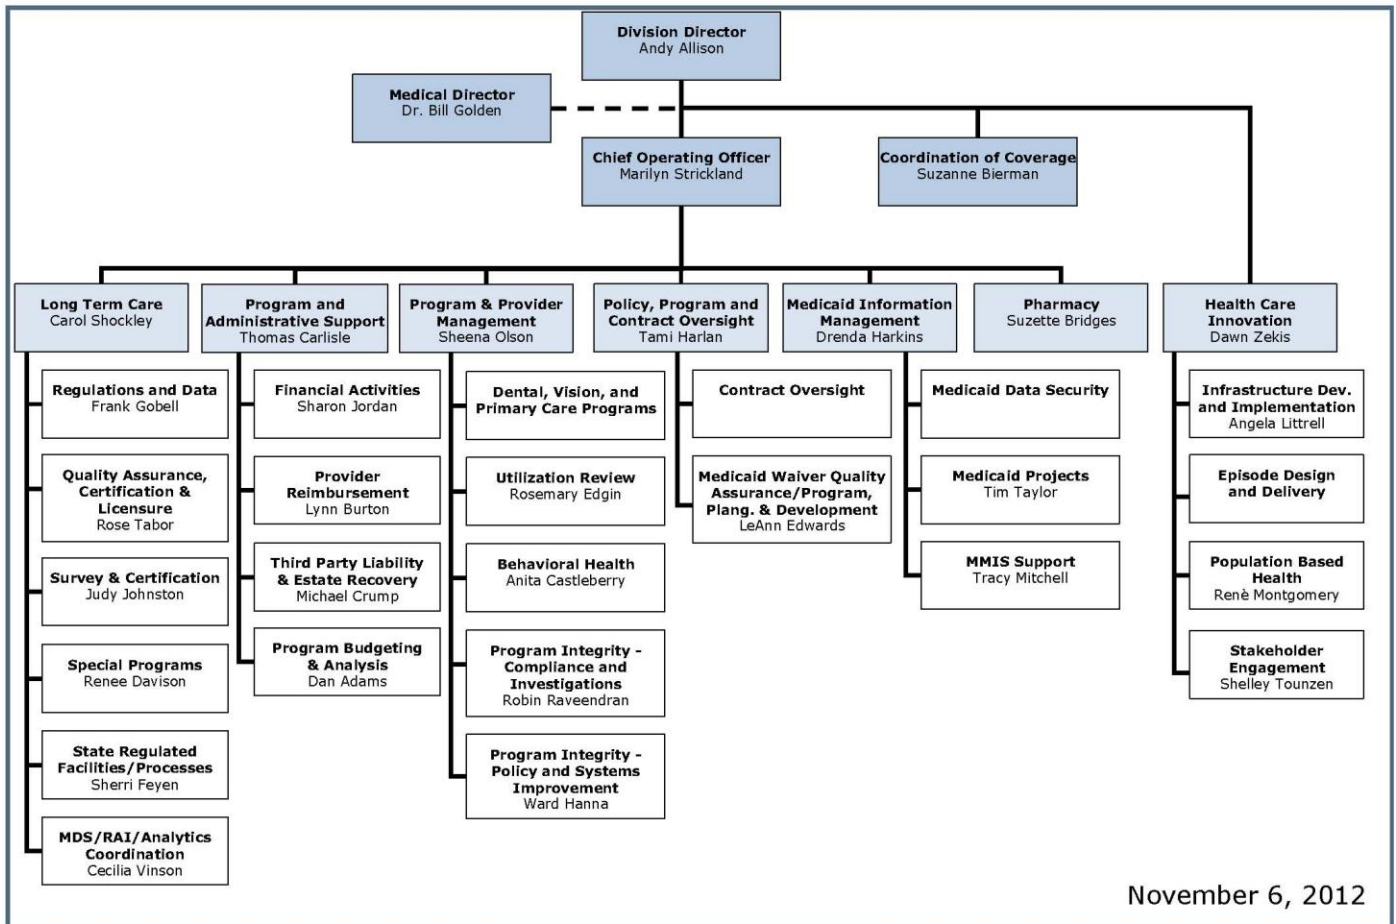 Division Director
Andy Allison
Medical Director
Dr. Bill Golden
Chief Operating Officer
Marilyn Strickland
Coordination of Coverage
Suzanne Bierman
Long Term Care
Carol Shockley
Program and
Administrative Support
Thomas Carlisle
Program & Provider
Management
Sheena Olson
Policy, Program and
Contract Oversight
Tami Harlan
Medicaid Information
Management
Drenda Harkins
Pharmacy
Suzette Bridges
Health Care
Innovation
Dawn Zekis
Regulations and Data
Frank Gobell
Quality Assurance,
Certification &
Licensure
Rose Tabor
Survey & Certification
Judy Johnston
Special Programs
Renee Davison
State Regulated
Facilities/Processes
Sherri Feyen
MDS/RAI/Analytics
Coordination
Cecilia Vinson
Financial Activities
Sharon Jordan
Provider
Reimbursement
Lynn Burton
Third Party Liability
& Estate Recovery
Michael Crump
Program Budgeting
& Analysis
Dan Adams
Dental, Vision, and
Primary Care Programs
Utilization Review
Rosemary Edgin
Behavioral Health
Anita Castleberry
Program Integrity -
Compliance and
Investigations
Robin Raveendran
Program Integrity -
Policy and Systems
Improvement
Ward Hanna
Contract Oversight
Medicaid Waiver Quality
Assurance/Program,
Plang. & Development
LeAnn Edwards
Medicaid Data Security
Medicaid Projects
Tim Taylor
MMIS Support
Tracy Mitchell
Infrastructure Dev.
and Implementation
Angela Littrell
Episode Design
and Delivery
Population Based
Health
Renè Montgomery
Stakeholder
Engagement
Shelley Tounzen
November 6, 2012